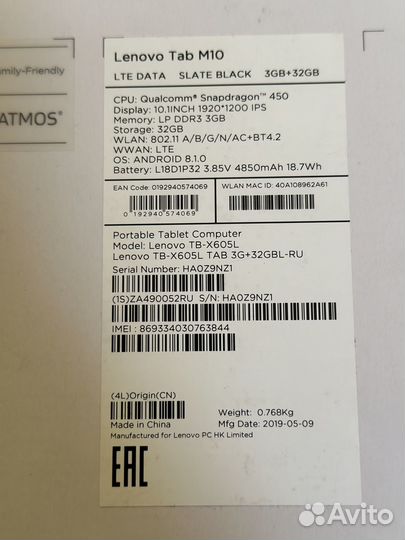 amily-Friendly
ATMOS®
Lenovo Tab M10
LTE DATA SLATE BLACK 3GB+32GB
CPU: Qualcomm® Snapdragon™ 450
Display: 10.1INCH 1920*1200 IPS
Memory: LP DDR3 3GB
Storage: 32GB
WLAN: 802.11 A/B/G/N/AC+BT4.2
WWAN: LTE
OS: ANDROID 8.1.0
Battery: L18D1P32 3.85V 4850mAh 18.7Wh
EAN Code: 0192940574069
WLAN MAC ID: 40A108962A61
0 192940 574069
Portable Tablet Computer
Model: Lenovo TB-X605L
Lenovo TB-X605L TAB 3G+32GBL-RU
Serial Number: HA0Z9NZ1
(1S)ZA490052RU S/N: HA0Z9NZ1
IMEI : 869334030763844
(4L)Origin(CN)
Made in China
Weight: 0.768Kg
Mfg Date: 2019-05-09
Manufactured for Lenovo PC HK Limited
EAC
Avito